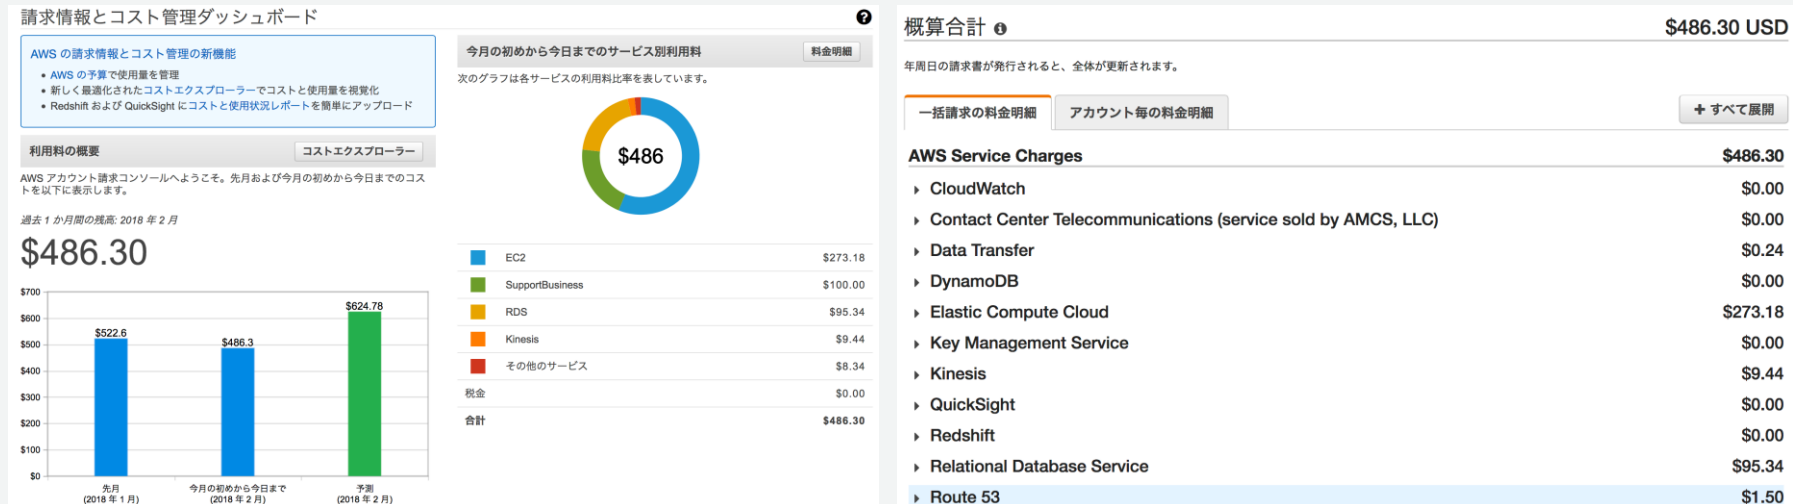 請求情報とコスト管理ダッシュボード
AWS の請求情報とコスト管理の新機能
AWS の予算で使用量を管理
新しく最適化されたコストエクスプローラーでコストと使用量を視覚化
Redshift および QuickSight にコストと使用状況レポートを簡単にアップロード
利用料の概要
コストエクスプローラー
AWS アカウント請求コンソールへようこそ。先月および今月の初めから今日までのコス
トを以下に表示します。
過去 1 か月間の残高: 2018 年 2 月
$486.30
$700
$600
$500
$400
$300
$200
$100
$0
$522.6
$486.3
$624.78
先月
(2018 年 1 月)
今月の初めから今日まで
(2018 年 2 月)
予測
(2018 年 2 月)
今月の初めから今日までのサービス別利用料
料金明細
次のグラフは各サービスの利用料比率を表しています。
$486
EC2 $273.18
SupportBusiness $100.00
RDS $95.34
Kinesis $9.44
その他のサービス $8.34
税金 $0.00
合計 $486.30
概算合計
$486.30 USD
年周日の請求書が発行されると、全体が更新されます。
一括請求の料金明細
アカウント毎の料金明細
+ すべて展開
AWS Service Charges $486.30
CloudWatch $0.00
Contact Center Telecommunications (service sold by AMCS, LLC) $0.00
Data Transfer $0.24
DynamoDB $0.00
Elastic Compute Cloud $273.18
Key Management Service $0.00
Kinesis $9.44
QuickSight $0.00
Redshift $0.00
Relational Database Service $95.34
Route 53 $1.50